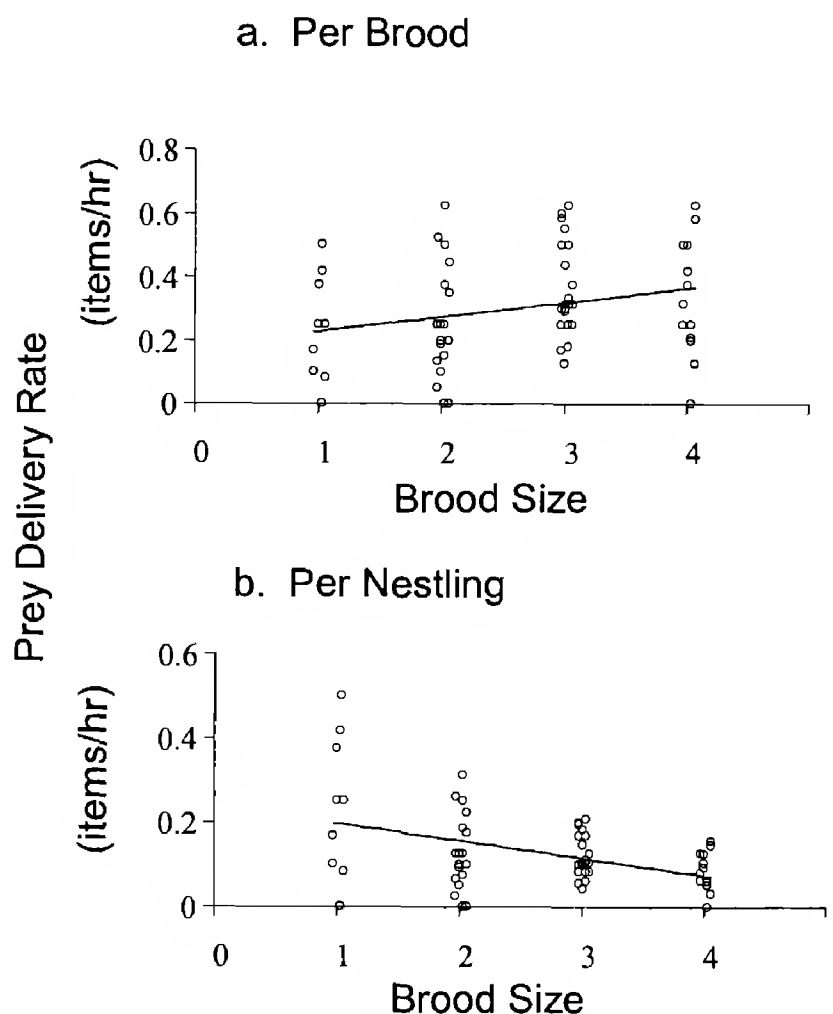 a. Per Brood
Prey Delivery Rate
(items/hr)
0.8
0.6
0.4
0.2
0
0 1 2 3 4
Brood Size
b. Per Nestling
(items/hr)
0.6
0.4
0.2
0
0 1 2 3 4
Brood Size